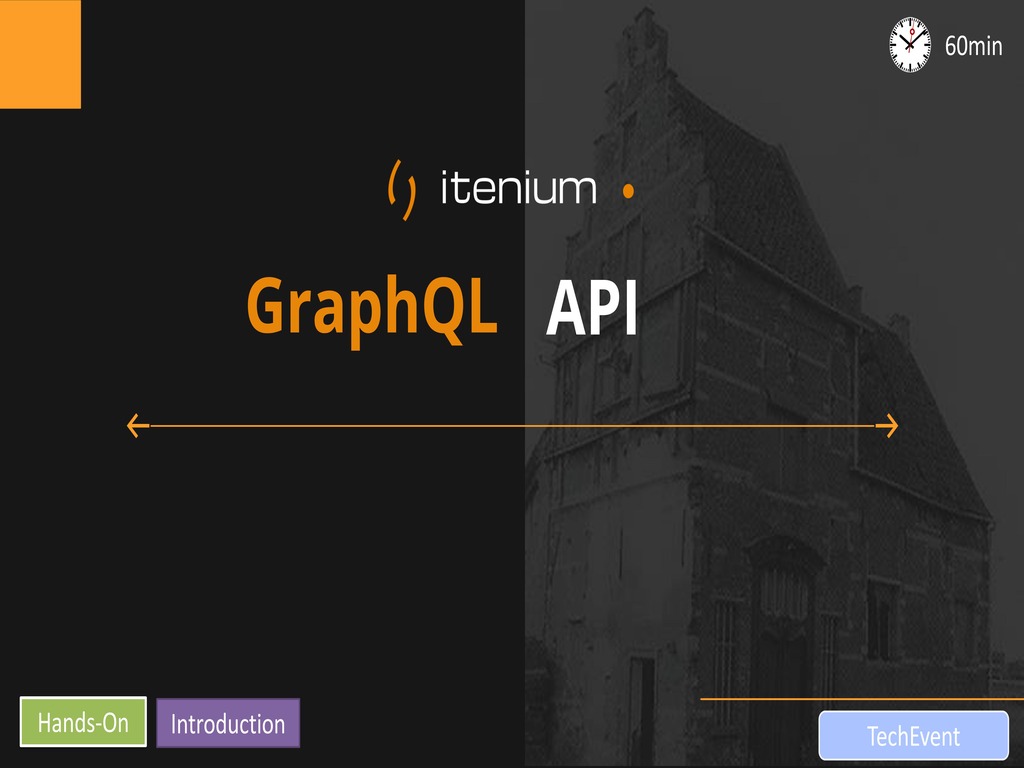 60min
itenium
GraphQL API
Hands-On
Introduction
TechEvent